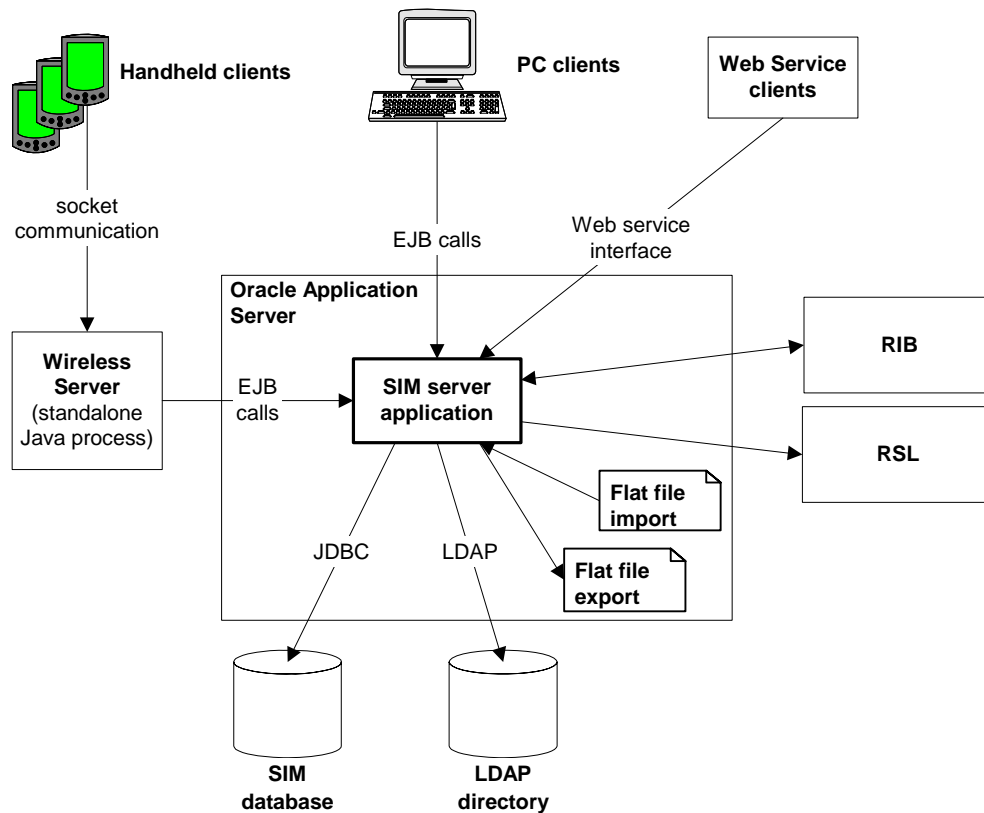 Handheld clients
PC clients
Web Service
clients
socket
communication
EJB calls
Web service
interface
Oracle Application
Server
Wireless
Server
(standalone
Java process)
EJB
calls
SIM server
application
RIB
RSL
Flat file
import
Flat file
export
JDBC
LDAP
SIM
database
LDAP
directory